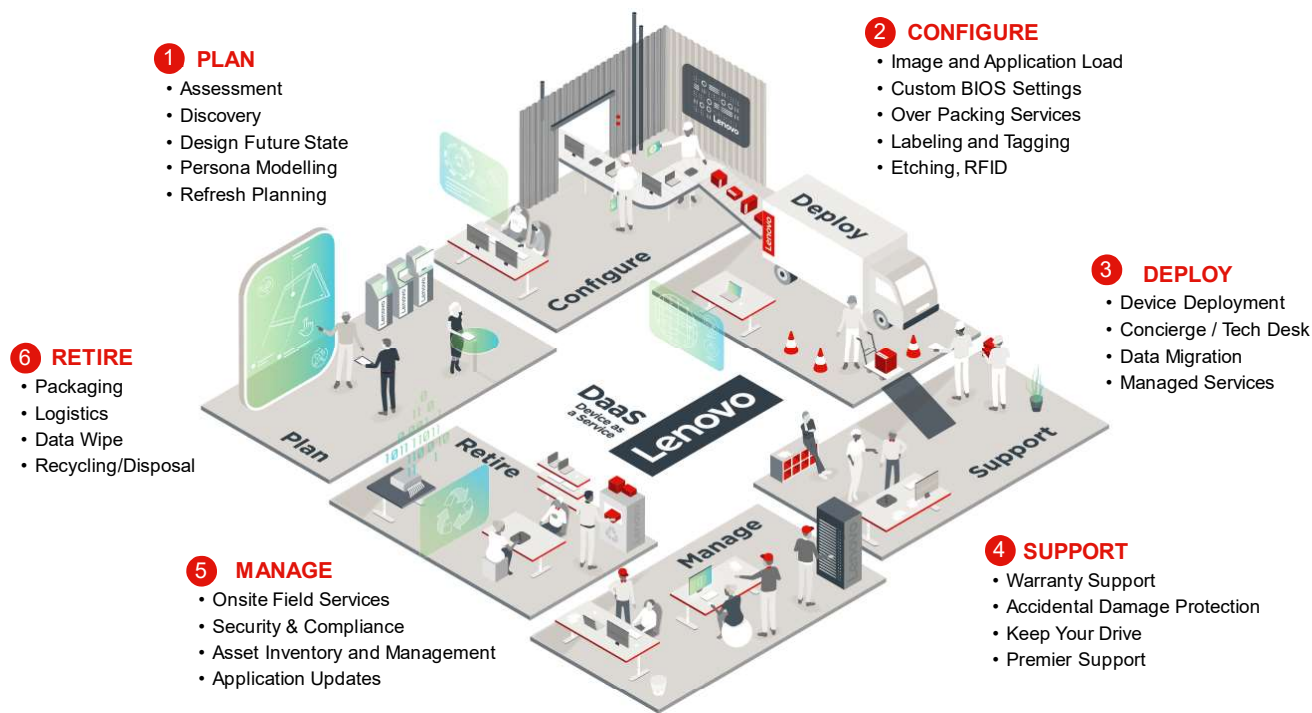 1 PLAN
• Assessment
• Discovery
• Design Future State
• Persona Modelling
• Refresh Planning
2 CONFIGURE
• Image and Application Load
• Custom BIOS Settings
• Over Packing Services
• Labeling and Tagging
• Etching, RFID
3 DEPLOY
• Device Deployment
• Concierge / Tech Desk
• Data Migration
• Managed Services
4 SUPPORT
• Warranty Support
• Accidental Damage Protection
• Keep Your Drive
• Premier Support
5 MANAGE
• Onsite Field Services
• Security & Compliance
• Asset Inventory and Management
• Application Updates
6 RETIRE
• Packaging
• Logistics
• Data Wipe
• Recycling/Disposal
Lenovo
Configure
Deploy
Lenovo
Lenovo
Lenovo
Lenovo
Plan
DaaS
Device as
a Service
Lenovo
Retire
Support
Manage